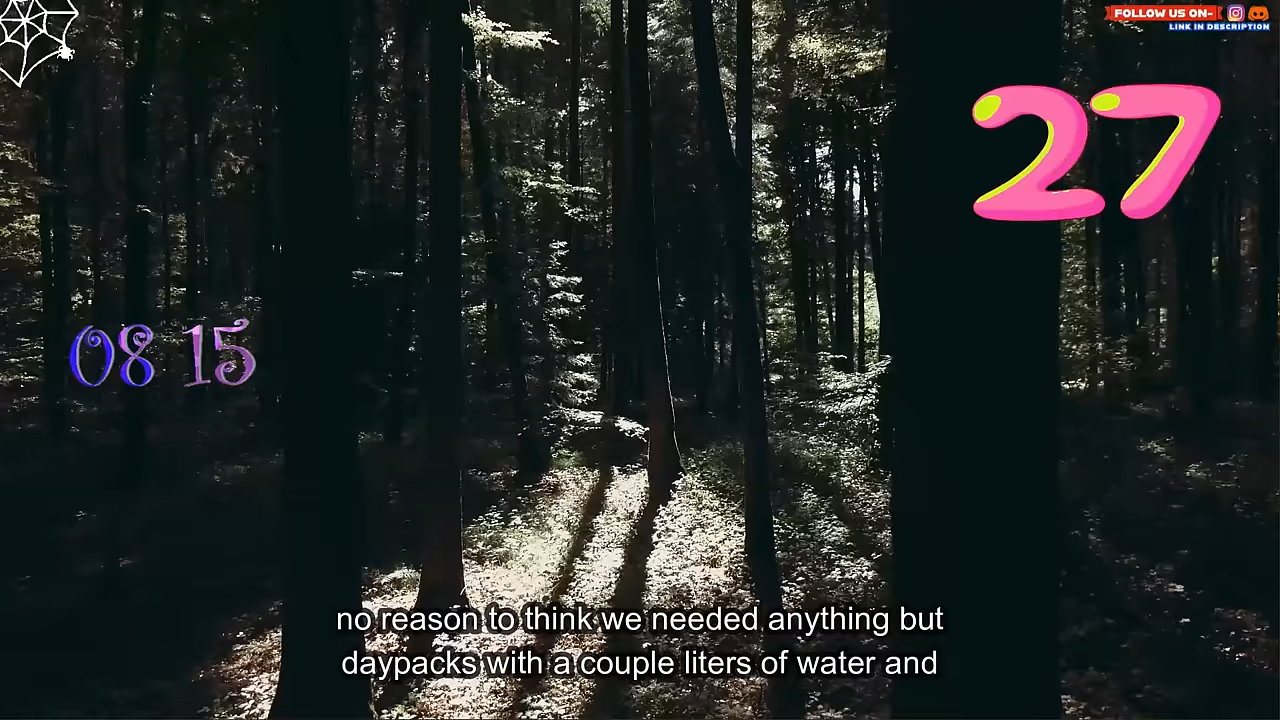 FOLLOW US ON-
LINK IN DESCRIPTION
27
08 15
no reason to think we needed anything but
daypacks with a couple liters of water and